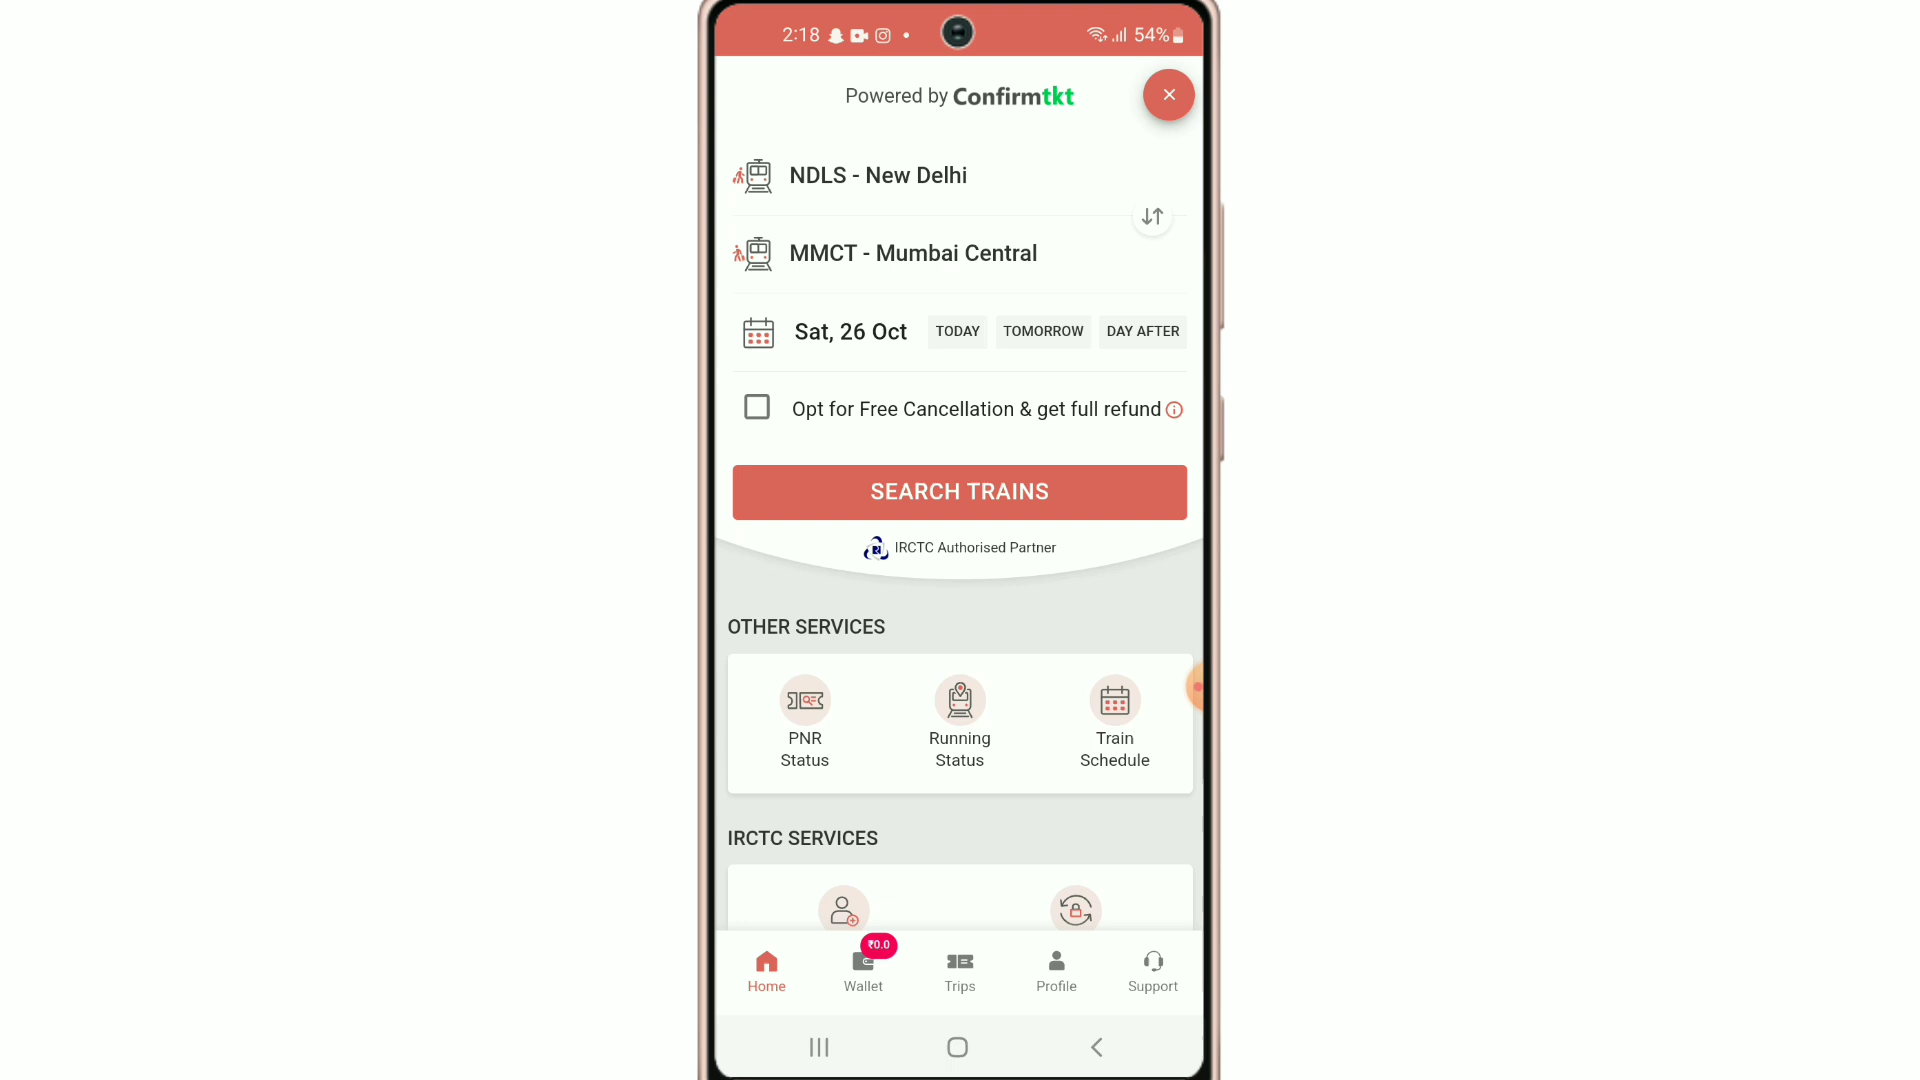 2:18 54%
Powered by Confirmtkt
NDLS - New Delhi
MMCT - Mumbai Central
Sat, 26 Oct TODAY TOMORROW DAY AFTER
Opt for Free Cancellation & get full refund
SEARCH TRAINS
IRCTC Authorised Partner
OTHER SERVICES
PNR Status
Running Status
Train Schedule
IRCTC SERVICES
₹0.0
Home Wallet Trips Profile Support